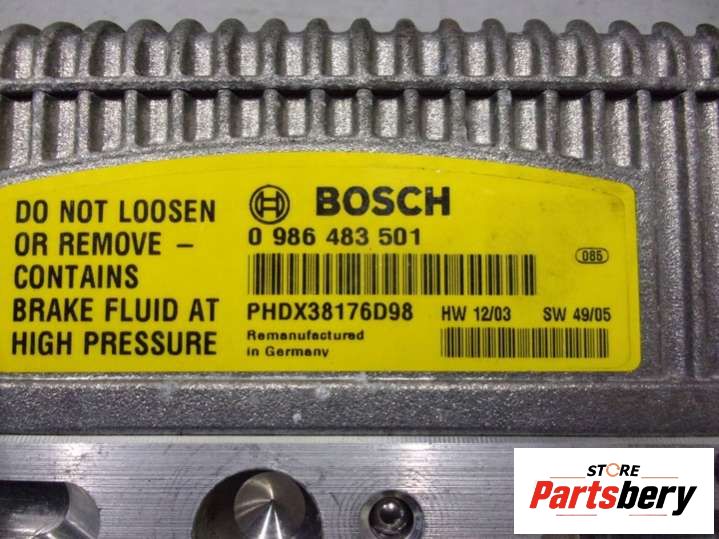 DO NOT LOOSEN
OR REMOVE –
CONTAINS
BRAKE FLUID AT
HIGH PRESSURE
BOSCH
0 986 483 501
085
PHDX38176D98
HW 12/03 SW 49/05
Remanufactured
in Germany
STORE
Partsbery